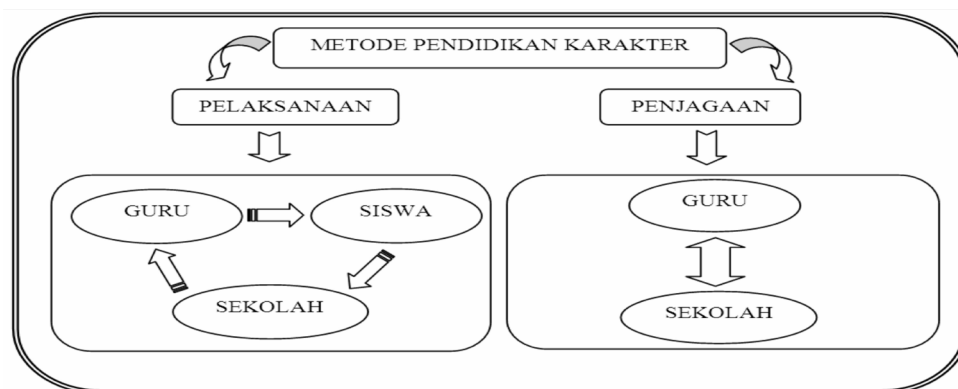 METODE PENDIDIKAN KARAKTER
PELAKSANAAN
PENJAGAAN
GURU
SISWA
SEKOLAH
GURU
SEKOLAH